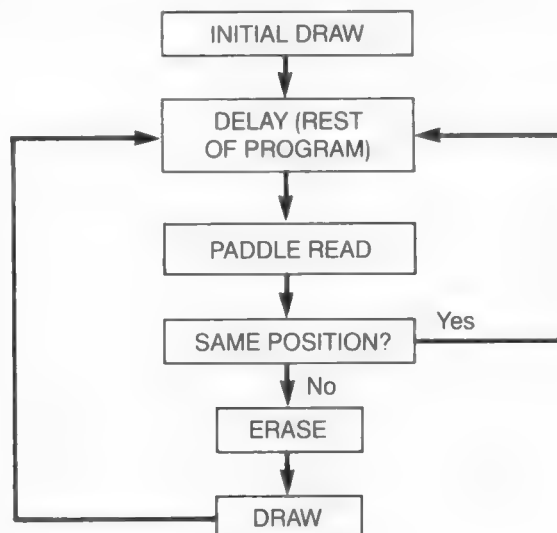 INITIAL DRAW
DELAY (REST
OF PROGRAM)
PADDLE READ
SAME POSITION?
Yes
No
ERASE
DRAW